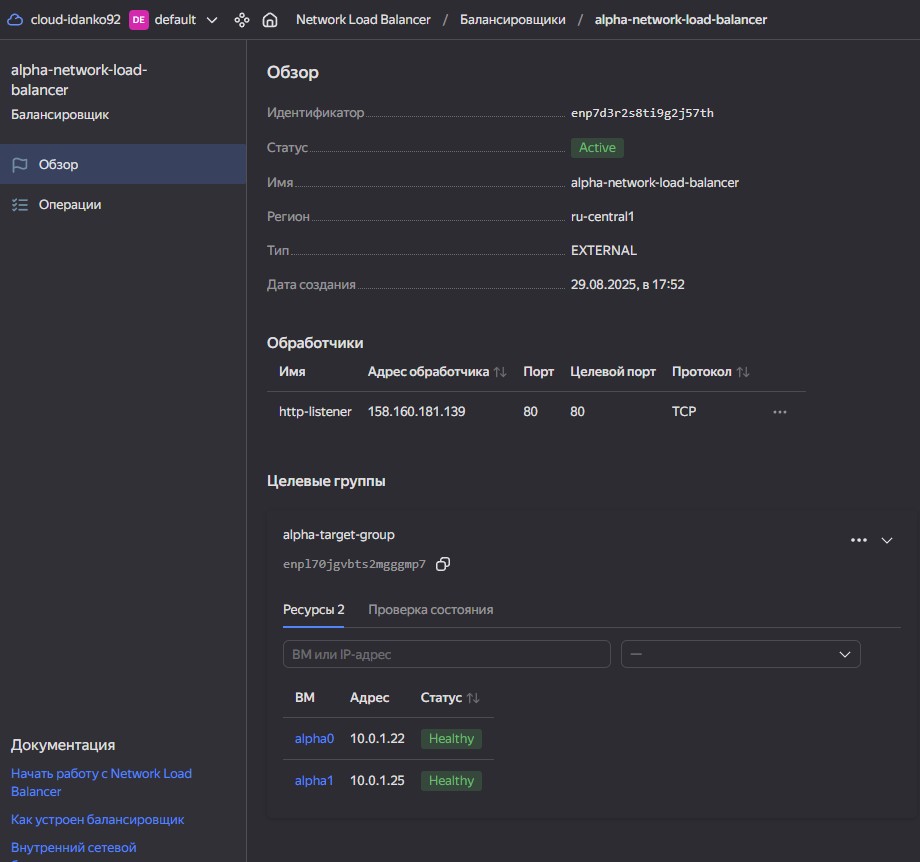 cloud-idanko92 DE default Network Load Balancer / Балансировщики / alpha-network-load-balancer
alpha-network-load-
balancer
Балансировщик
Обзор
Операции
Документация
Начать работу с Network Load
Balancer
Как устроен балансировщик
Внутренний сетевой
Обзор
Идентификатор enp7d3r2s8ti9g2j57th
Статус Active
Имя alpha-network-load-balancer
Регион ru-central1
Тип EXTERNAL
Дата создания 29.08.2025, в 17:52
Обработчики
Имя Адрес обработчика Порт Целевой порт Протокол
http-listener 158.160.181.139 80 80 TCP
Целевые группы
alpha-target-group
enpl70jgvbts2mgggmp7
Ресурсы 2 Проверка состояния
ВМ или IP-адрес —
ВМ Адрес Статус
alpha0 10.0.1.22 Healthy
alpha1 10.0.1.25 Healthy